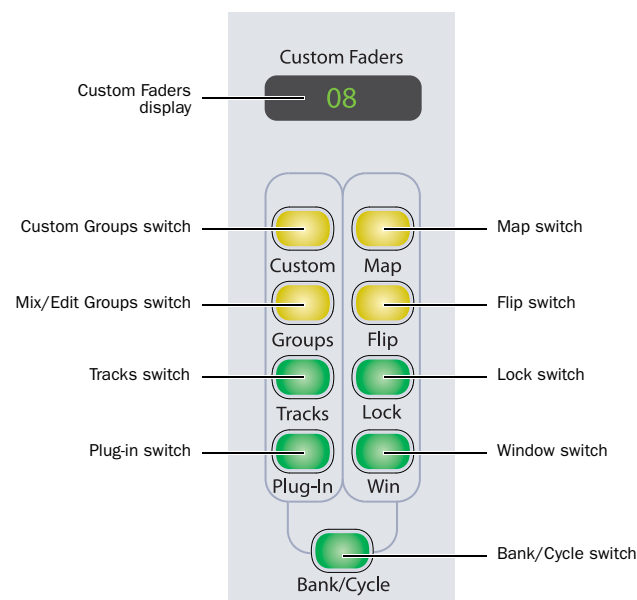 Custom Faders
Custom Faders
display
08
Custom Groups switch
Map switch
Custom
Map
Mix/Edit Groups switch
Flip switch
Groups
Flip
Tracks switch
Lock switch
Tracks
Lock
Plug-in switch
Window switch
Plug-In
Win
Bank/Cycle switch
Bank/Cycle